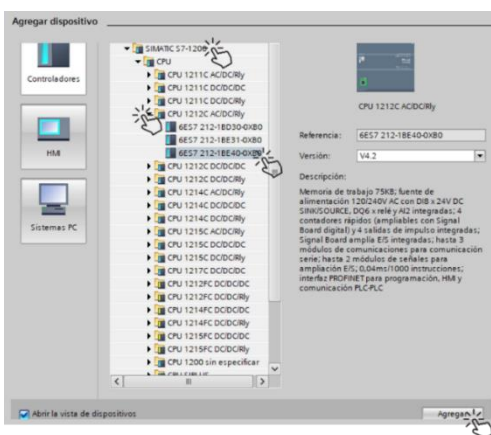 Agregar dispositivo
Controladores
HMI
Sistemas PC
SIMATIC S7-1200
CPU
CPU 1211C AC/DC/Rly
CPU 1211C DC/DC/DC
CPU 1211C DC/DC/Rly
CPU 1212C AC/DC/Rly
6ES7 212-1BD30-0XB0
6ES7 212-1BE31-0XB0
6ES7 212-1BE40-0XB0
CPU 1212C DC/DC/DC
CPU 1212C DC/DC/Rly
CPU 1214C AC/DC/Rly
CPU 1214C DC/DC/DC
CPU 1214C DC/DC/Rly
CPU 1215C AC/DC/Rly
CPU 1215C DC/DC/DC
CPU 1215C DC/DC/Rly
CPU 1217C DC/DC/DC
CPU 1212FC DC/DC/DC
CPU 1212FC DC/DC/Rly
CPU 1214FC DC/DC/DC
CPU 1214FC DC/DC/Rly
CPU 1215FC DC/DC/DC
CPU 1215FC DC/DC/Rly
CPU 1200 sin especificar
CPU SIPLUS
CPU 1212C AC/DC/Rly
Referencia: 6ES7 212-1BE40-0XB0
Versión: V4.2
Descripción:
Memoria de trabajo 75KB; fuente de
alimentación 120/240V AC con DI8 x 24V DC
SINK/SOURCE, DQ6 x relé y AI2 integradas; 4
contadores rápidos (ampliables con Signal
Board digital) y 4 salidas de impulso integradas;
Signal Board amplía E/S integradas; hasta 3
módulos de comunicaciones para comunicación
serie; hasta 2 módulos de señales para
ampliación E/S; 0,04ms/1000 instrucciones;
interfaz PROFINET para programación, HMI y
comunicación PLC-PLC
Abrir la vista de dispositivos
Agregar